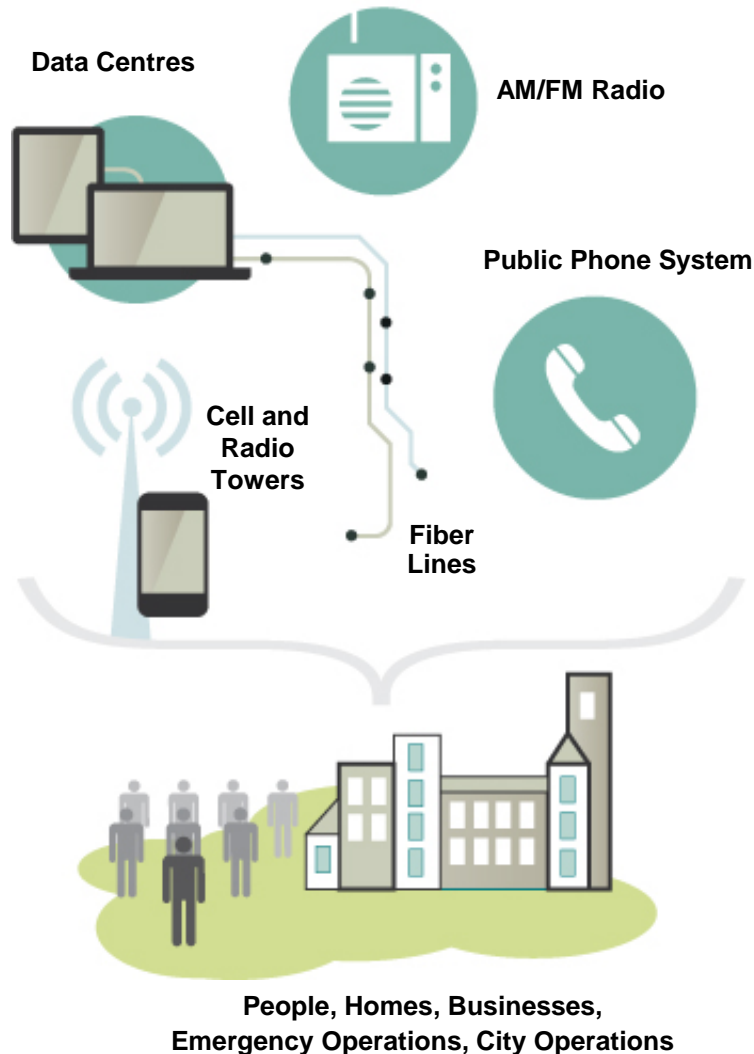 Data Centres
AM/FM Radio
Public Phone System
Cell and
Radio
Towers
Fiber
Lines
People, Homes, Businesses,
Emergency Operations, City Operations